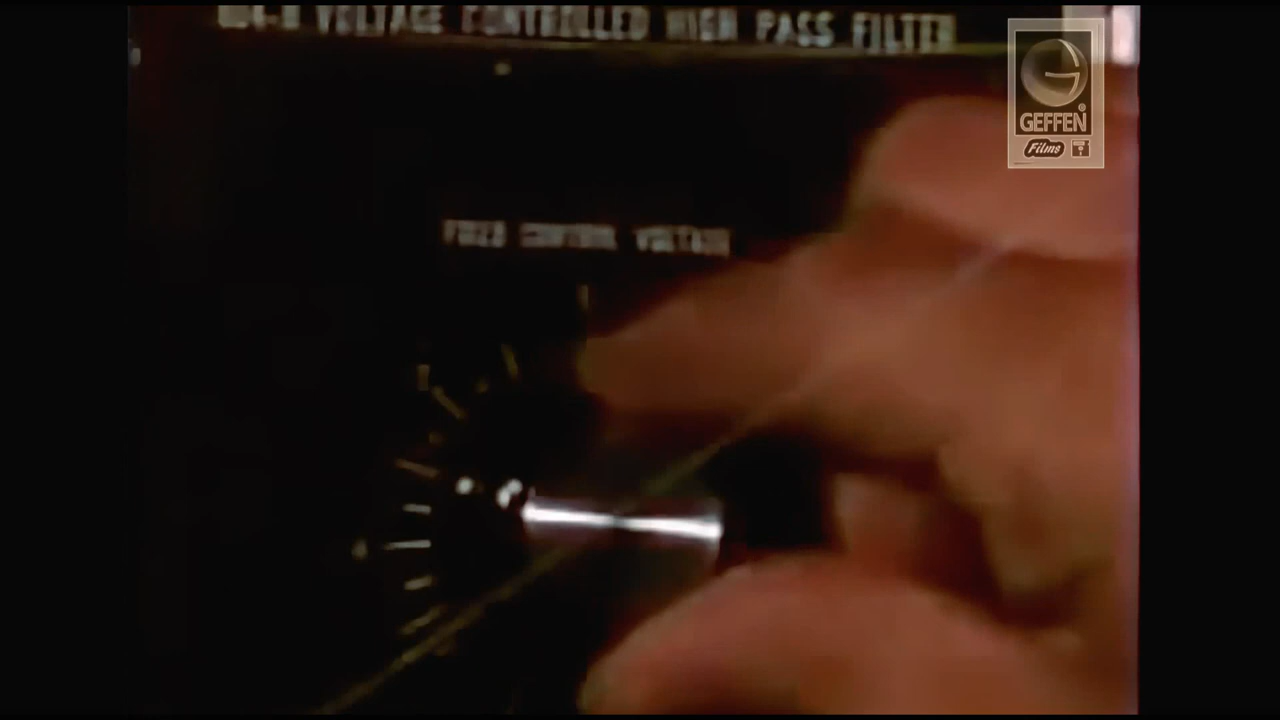 VOLTAGE CONTROLLED HIGH PASS FILTER
GEFFEN
Films
FIXED CONTROL VOLTAGE